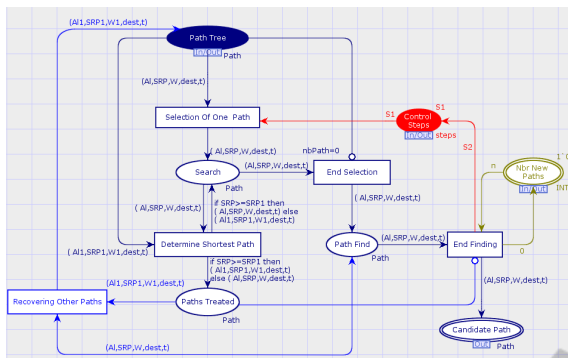 (Al1,SRP1,W1,dest,t)
Path Tree
In/Out
Path
(Al,SRP,W,dest,t)
Selection Of One Path
S1
Control
Steps
In/Out
steps
S1
S2
( Al,SRP,W,dest,t)
nbPath=0
Search
Path
(Al,SRP,W,dest,t)
End Selection
n
Nbr New
Paths
In/Out
1`
INT
( Al,SRP,W,dest,t)
if SRP>=SRP1 then
( Al,SRP,W,dest,t) else
( Al1,SRP1,W1,dest,t)
( Al,SRP,W,dest,t)
( Al1,SRP1,W1,dest,t)
Determine Shortest Path
Path Find
Path
(Al,SRP,W,dest,t)
End Finding
0
if SRP>=SRP1 then
( Al1,SRP1,W1,dest,t)
else ( Al,SRP,W,dest,t)
(Al1,SRP1,W1,dest,t)
Recovering Other Paths
Paths Treated
Path
(Al,SRP,W,dest,t)
Candidate Path
Out
Path
(Al,SRP,W,dest,t)